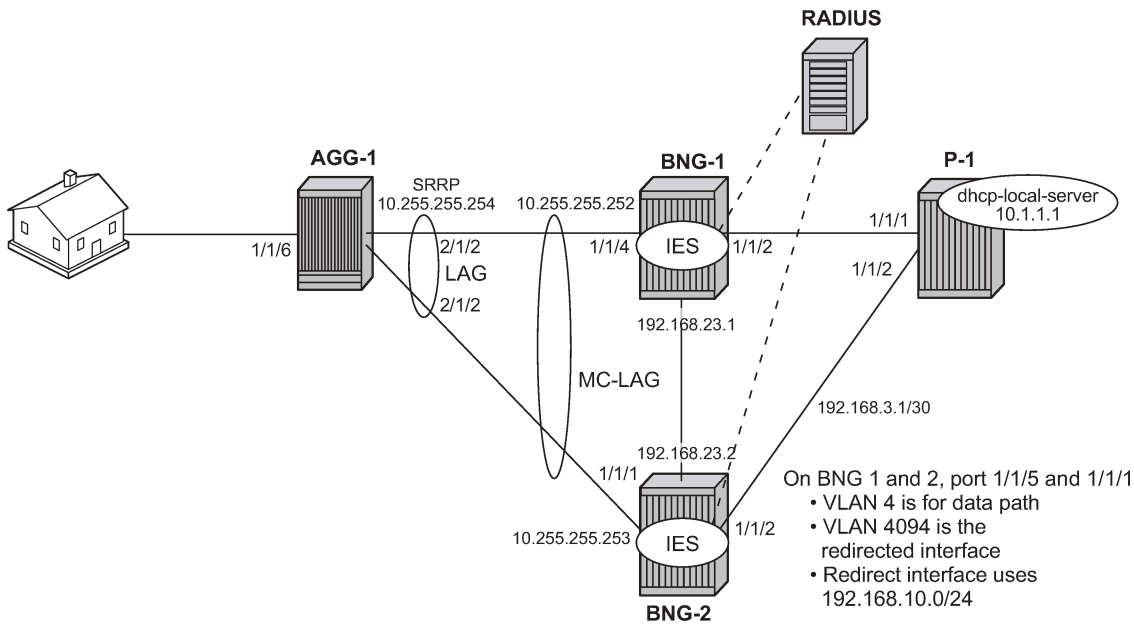 RADIUS
AGG-1
BNG-1
P-1
SRRP
10.255.255.254
10.255.255.252
dhcp-local-server
10.1.1.1
1/1/1
1/1/6
2/1/2
1/1/4
IES
1/1/2
1/1/2
LAG
2/1/2
192.168.23.1
MC-LAG
192.168.3.1/30
192.168.23.2
1/1/1
On BNG 1 and 2, port 1/1/5 and 1/1/1
• VLAN 4 is for data path
• VLAN 4094 is the
redirected interface
• Redirect interface uses
192.168.10.0/24
10.255.255.253
IES
1/1/2
BNG-2